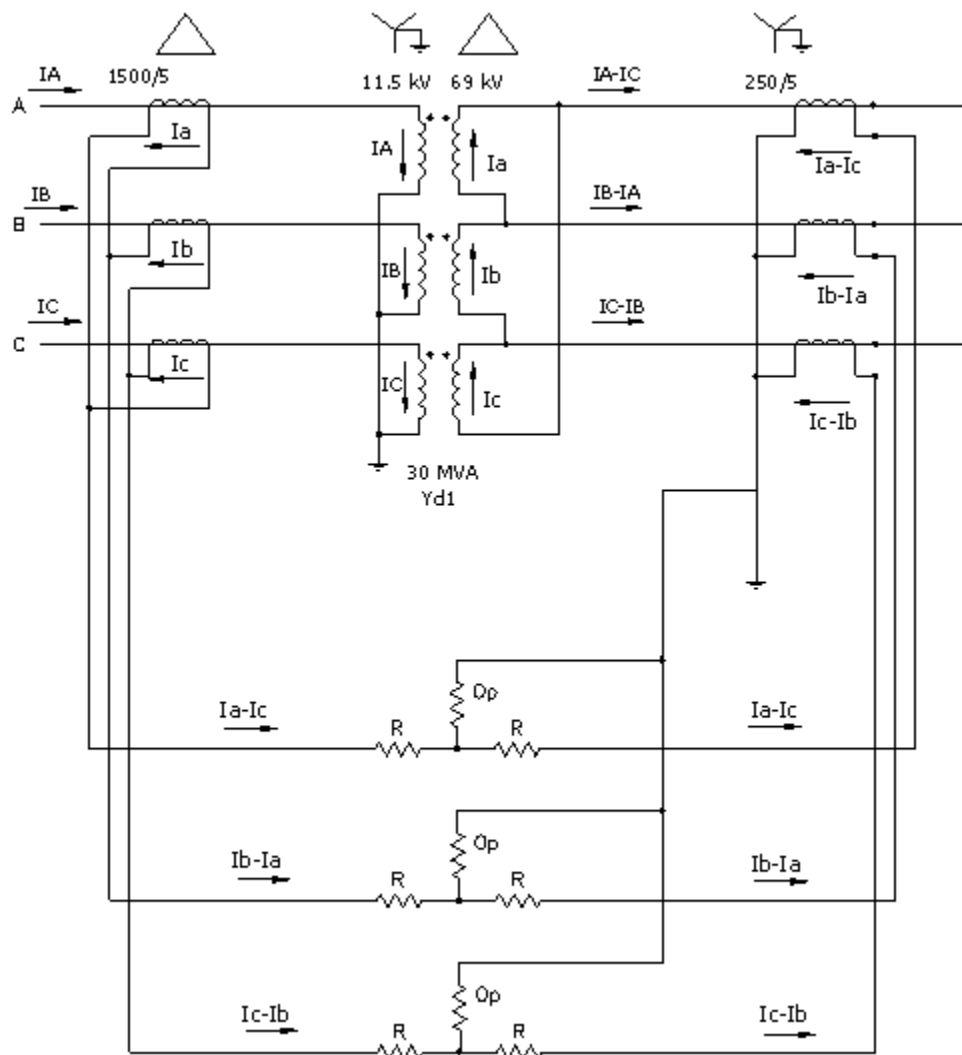 IA
1500/5
11.5 kV
69 kV
IA-IC
250/5
A
Ia
IA
Ia
Ia-Ic
IB
IB-IA
B
Ib
IB
Ib
Ib-Ia
IC
IC-IB
C
Ic
IC
Ic
Ic-Ib
30 MVA
Yd1
Op
Ia-Ic
Ia-Ic
R
R
Op
Ib-Ia
Ib-Ia
R
R
Op
Ic-Ib
Ic-Ib
R
R